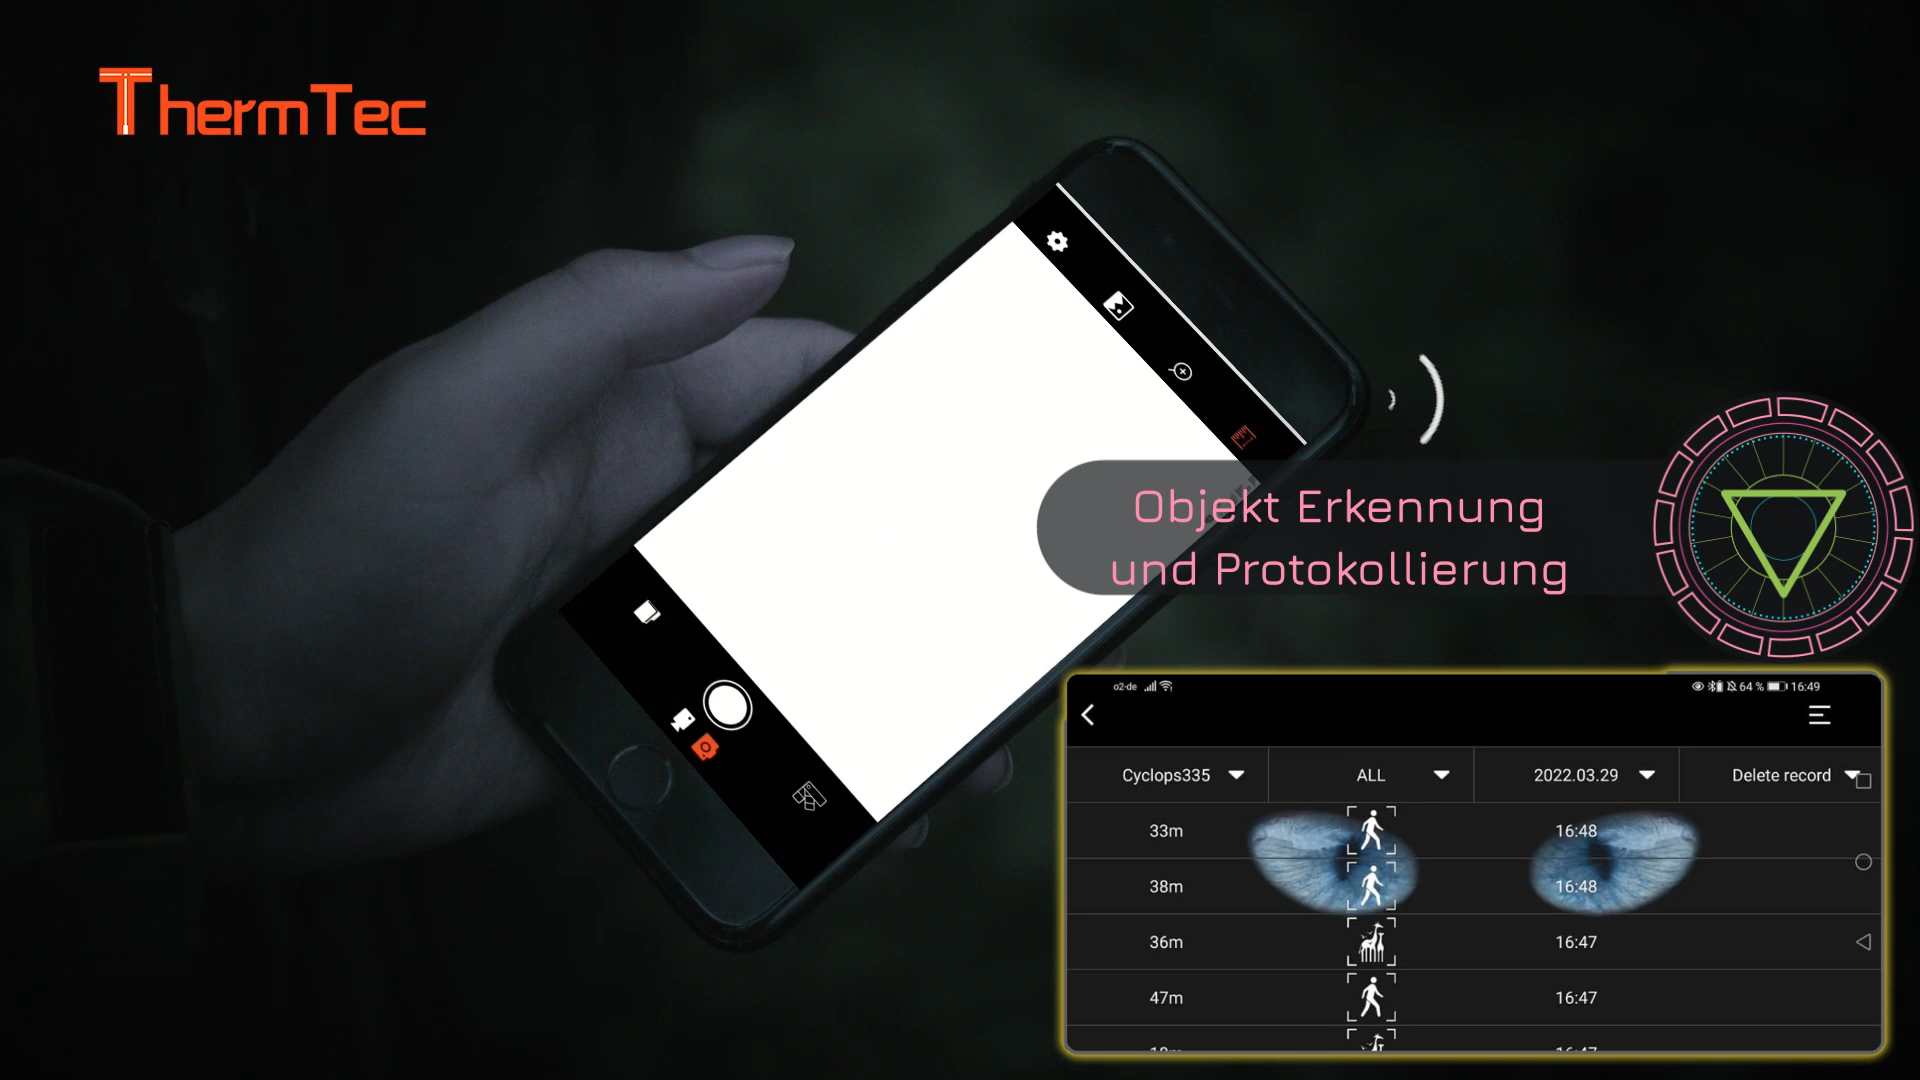 ThermTec
Objekt Erkennung
und Protokollierung
o2-de 64 % 16:49
Cyclops335 ALL 2022.03.29 Delete record
33m 16:48
38m 16:48
36m 16:47
47m 16:47